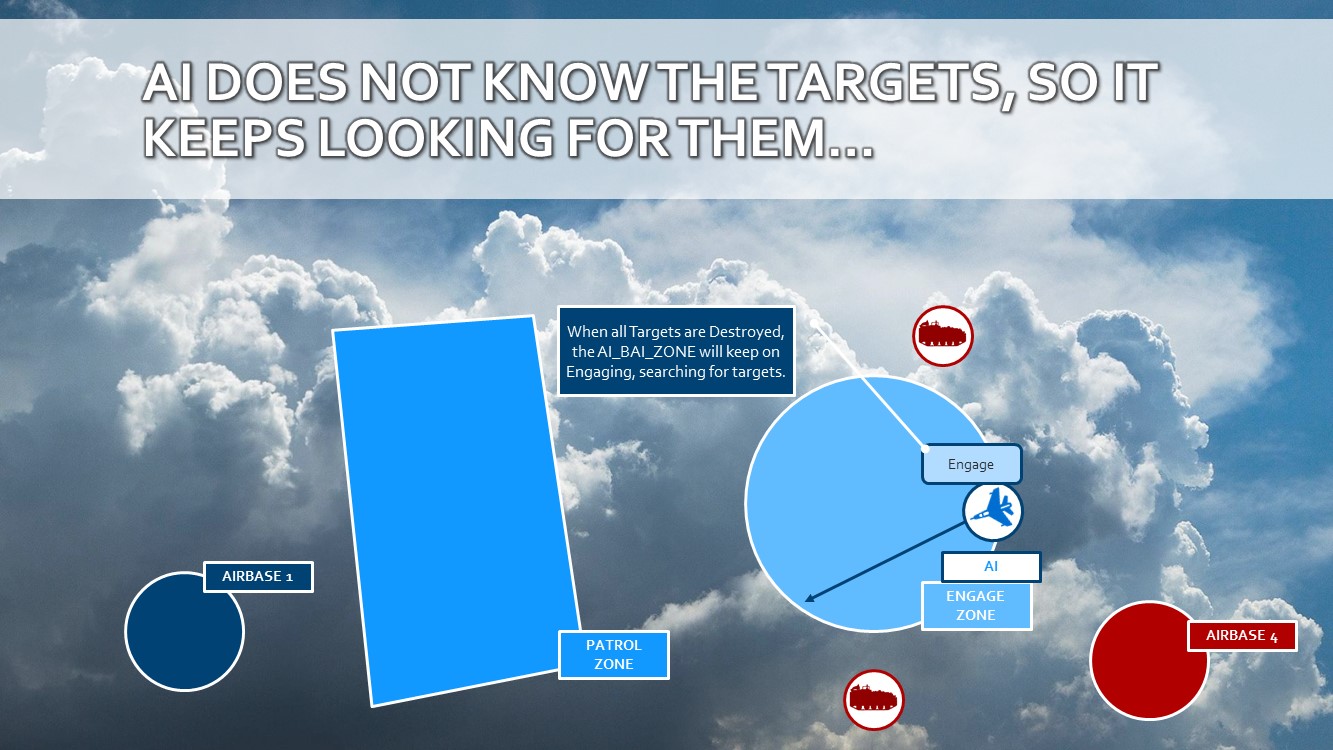 AI DOES NOT KNOW THE TARGETS, SO IT
KEEPS LOOKING FOR THEM...
When all Targets are Destroyed,
the AI_BAI_ZONE will keep on
Engaging, searching for targets.
Engage
AI
ENGAGE
ZONE
AIRBASE 1
PATROL
ZONE
AIRBASE 4